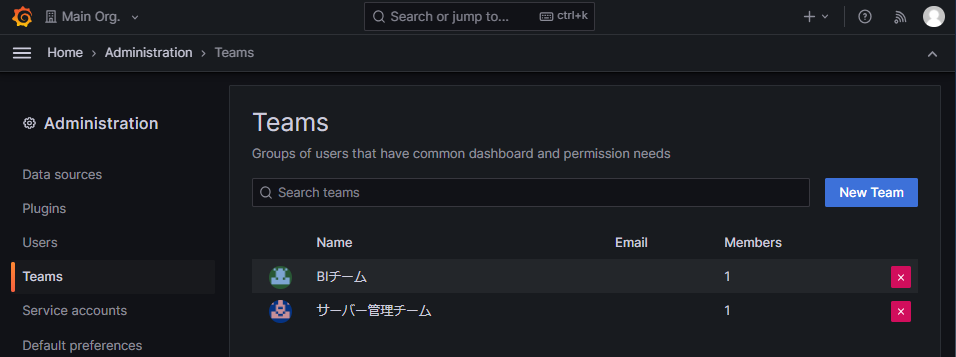 Main Org.
Search or jump to...
ctrl+k
Home › Administration › Teams
Administration
Data sources
Plugins
Users
Teams
Service accounts
Default preferences
Teams
Groups of users that have common dashboard and permission needs
Search teams
New Team
Name Email Members
BIチーム 1
サーバー管理チーム 1